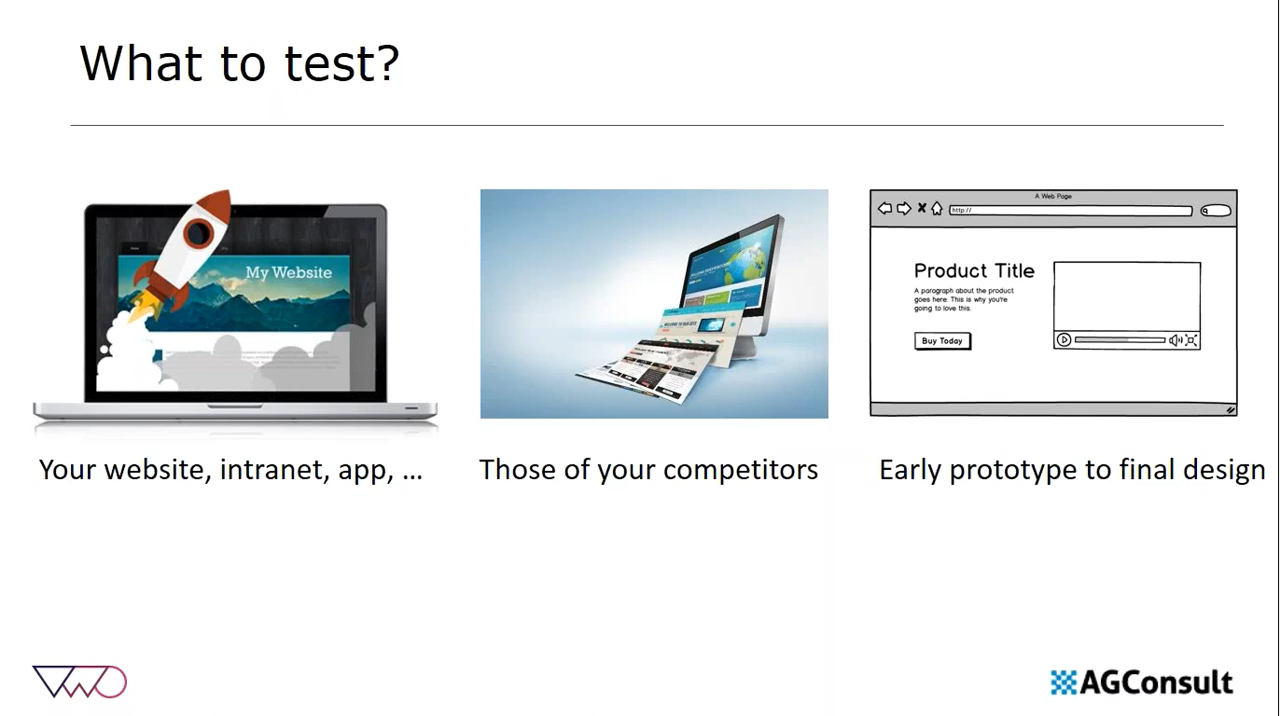 What to test?
My Website
A Web Page
http://
Product Title
A paragraph about the product
goes here. This is why you're
going to love this.
Buy Today
Your website, intranet, app, ...
Those of your competitors
Early prototype to final design
VWO
AGConsult